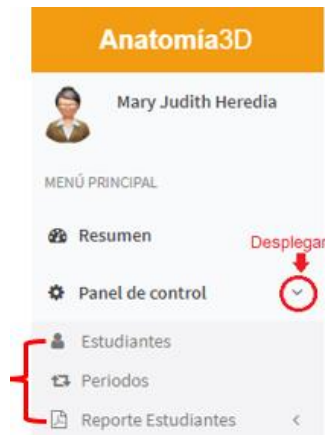 Anatomía3D
Mary Judith Heredia
MENÚ PRINCIPAL
Resumen
Desplegar
Panel de control
Estudiantes
Periodos
Reporte Estudiantes